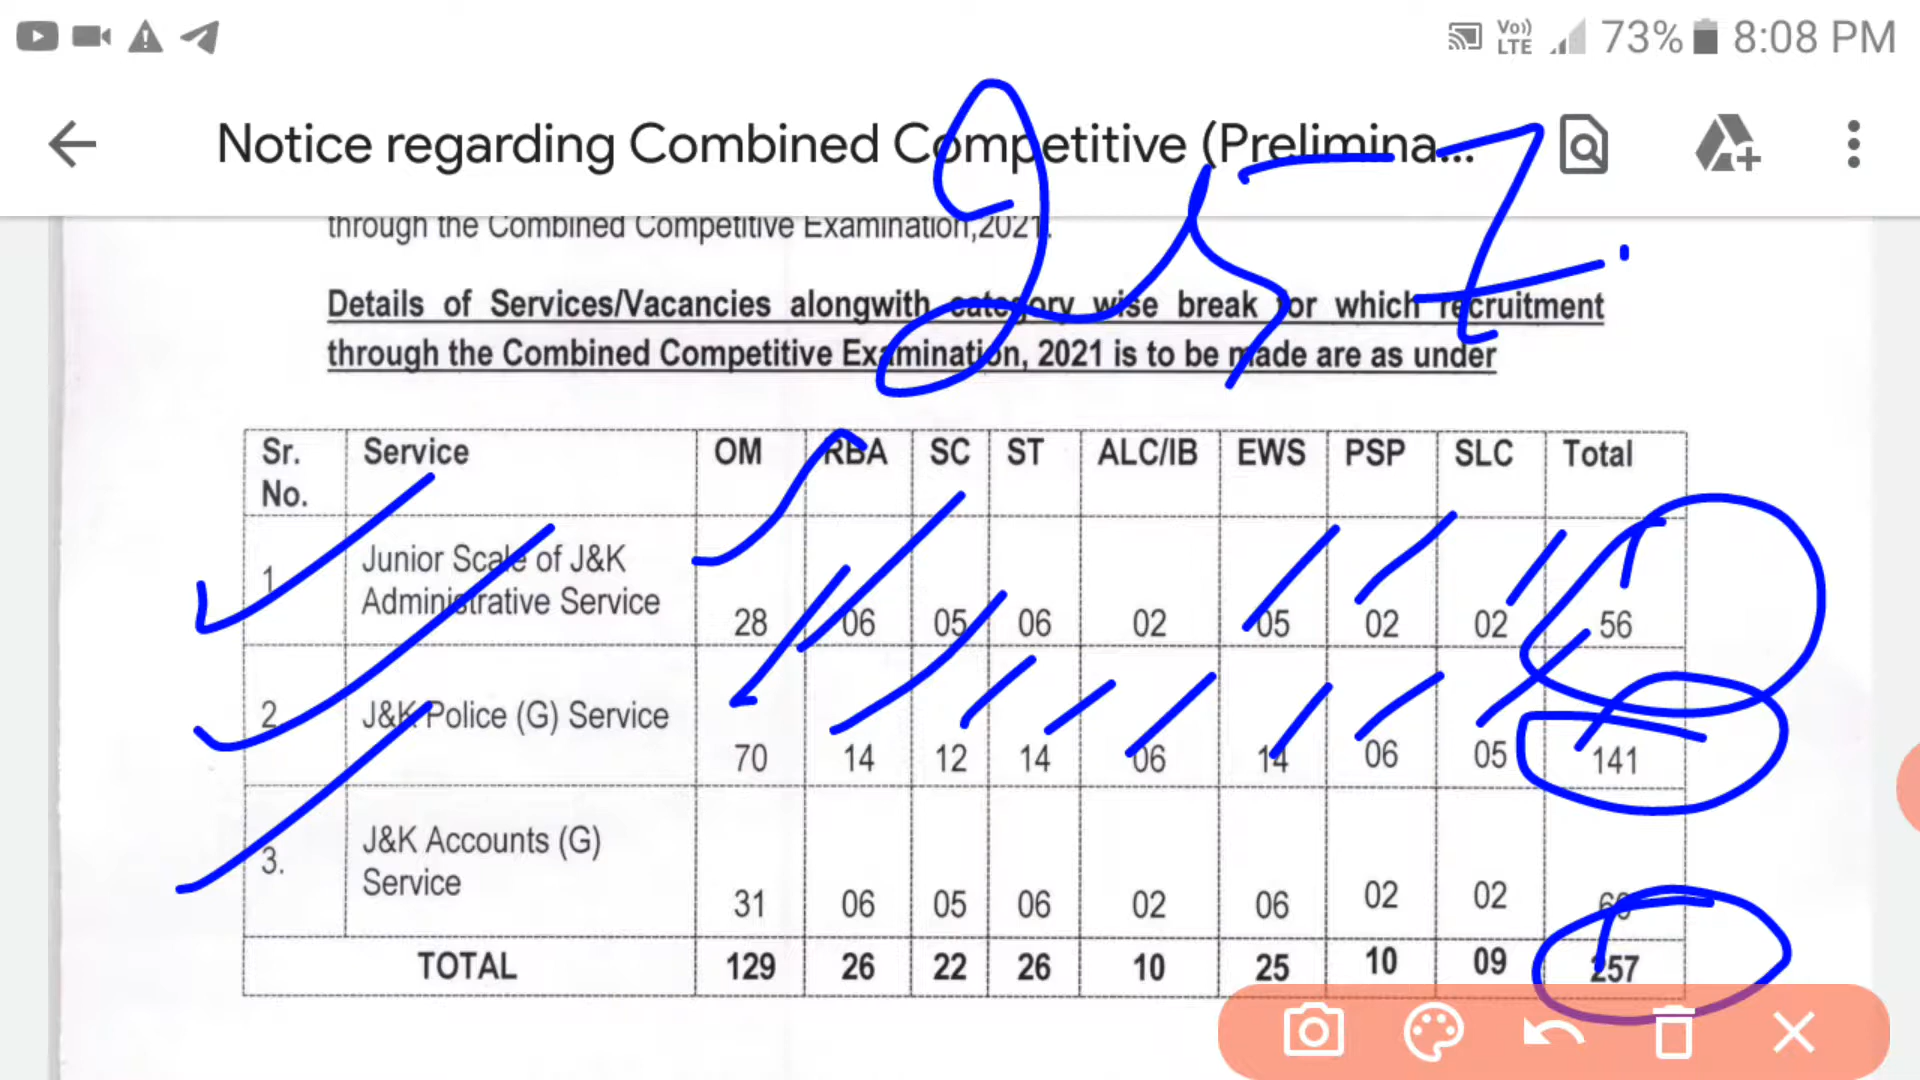 Vo))
LTE
73%
8:08 PM
Notice regarding Combined Competitive (Prelimina...
257.
through the Combined Competitive Examination,2021.
Details of Services/Vacancies alongwith category wise break for which recruitment
through the Combined Competitive Examination, 2021 is to be made are as under
Sr. No. Service OM RBA SC ST ALC/IB EWS PSP SLC Total
1 Junior Scale of J&K
Administrative Service 28 06 05 06 02 05 02 02 56
2. J&K Police (G) Service 70 14 12 14 06 14 06 05 141
3. J&K Accounts (G)
Service 31 06 05 06 02 06 02 02
TOTAL 129 26 22 26 10 25 10 09 257